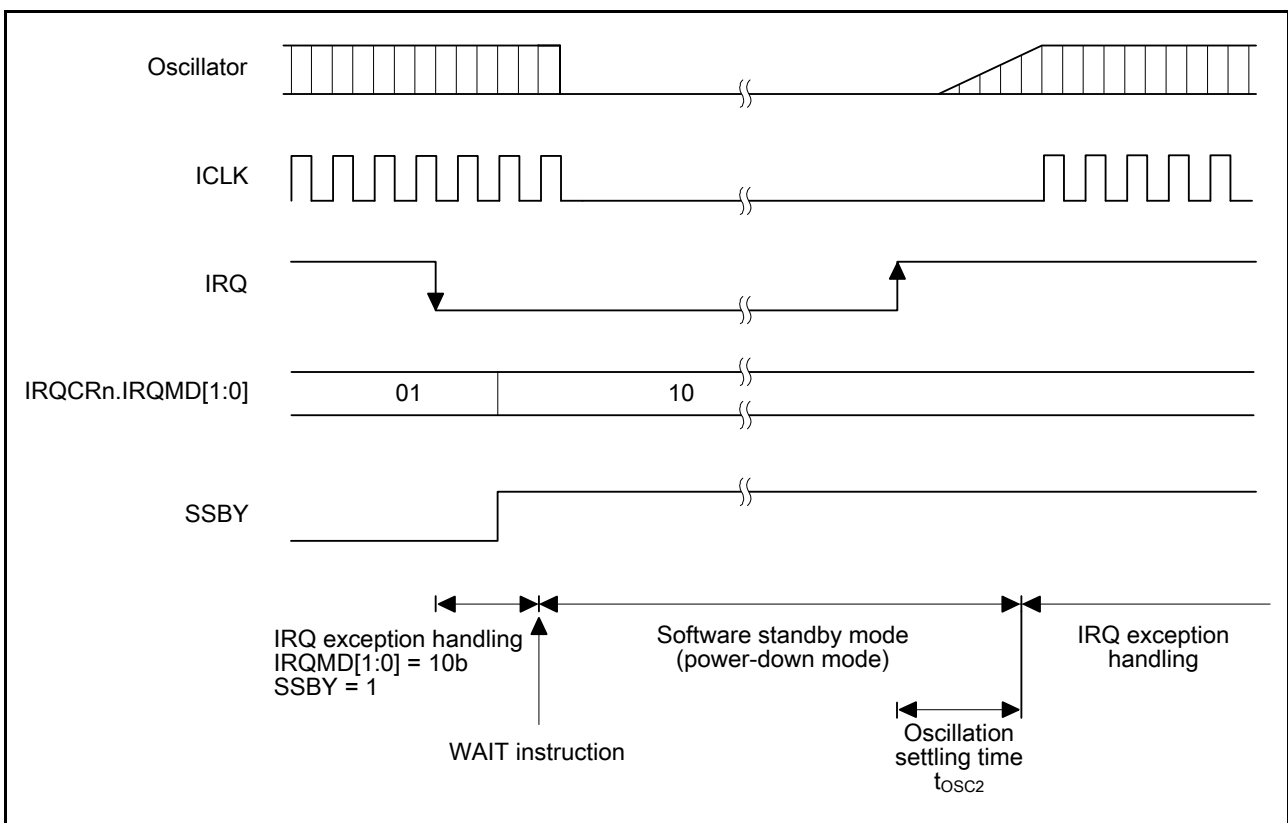 Oscillator
ICLK
IRQ
IRQCRn.IRQMD[1:0]
01
10
SSBY
IRQ exception handling
IRQMD[1:0] = 10b
SSBY = 1
WAIT instruction
Software standby mode
(power-down mode)
Oscillation
settling time
tOSC2
IRQ exception
handling